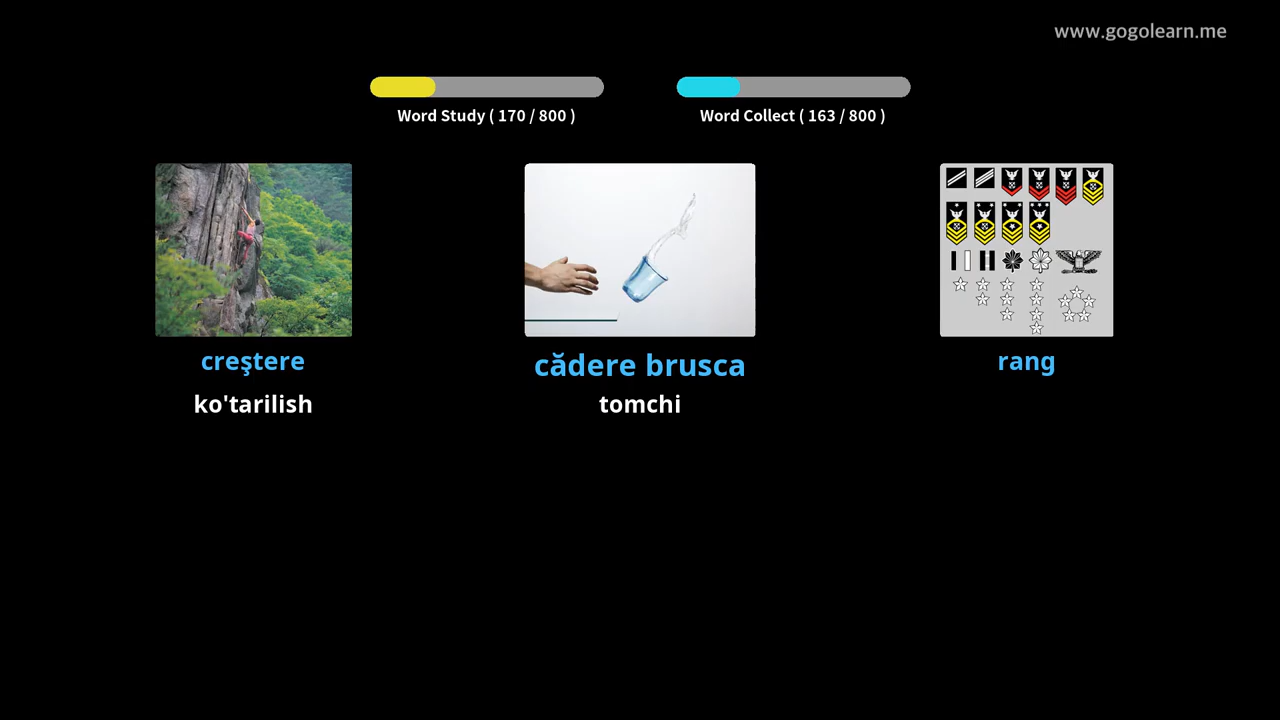 www.gogolearn.me
Word Study ( 170 / 800 )
Word Collect ( 163 / 800 )
creştere
cădere brusca
rang
ko'tarilish
tomchi